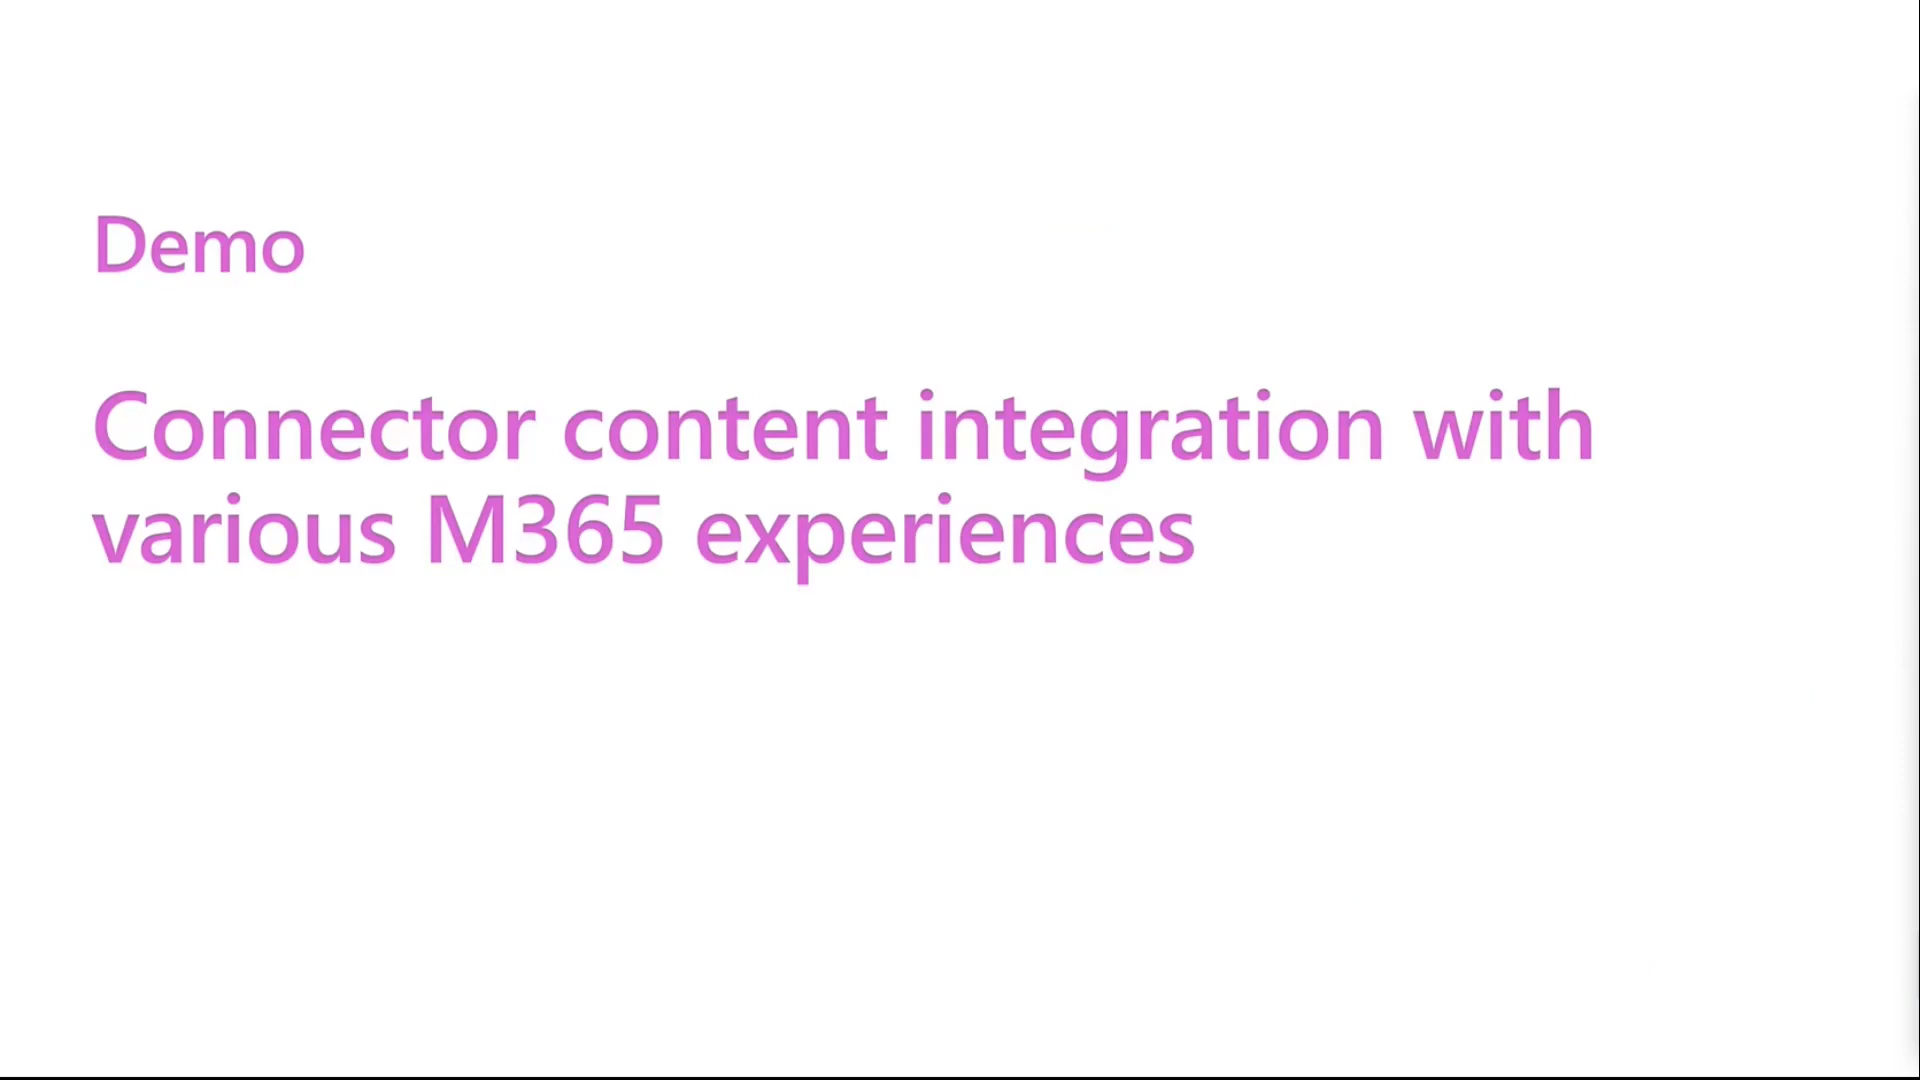 Demo
Connector content integration with
various M365 experiences